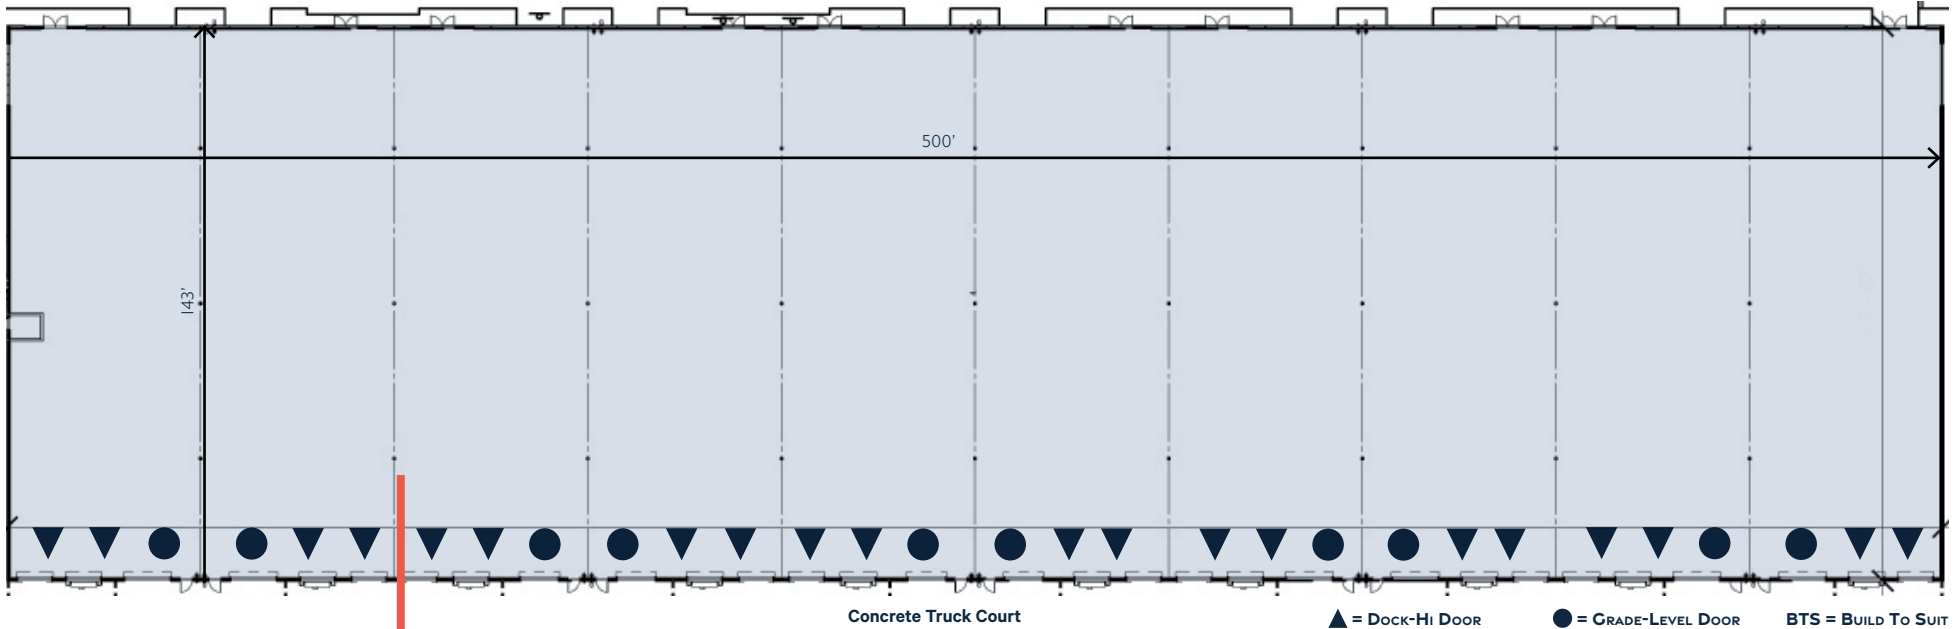 500’
143’
Concrete Truck Court
= Dock-Hi Door
= Grade-Level Door
BTS = Build To Suit